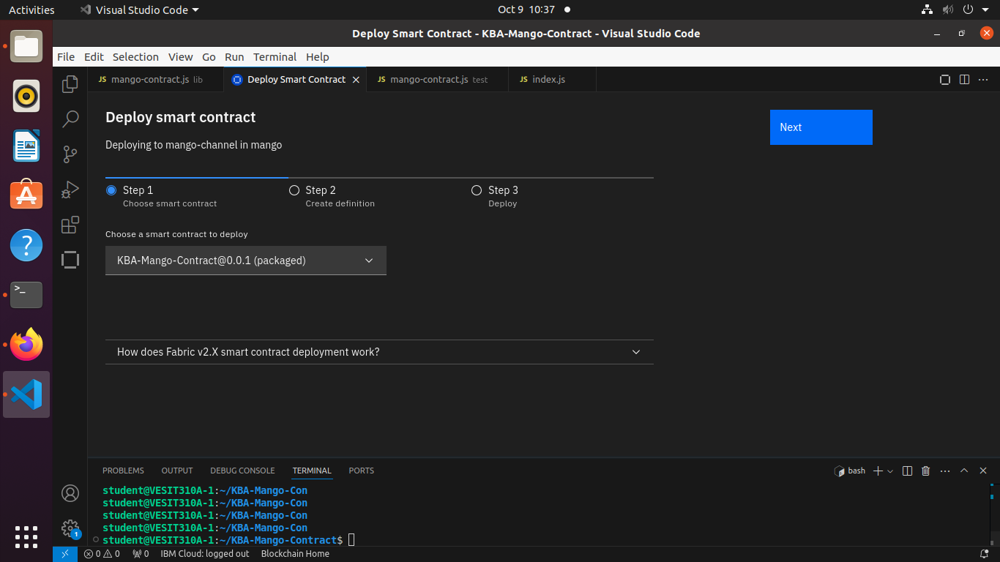 Activities Visual Studio Code Oct 9 10:37
Deploy Smart Contract - KBA-Mango-Contract - Visual Studio Code
File Edit Selection View Go Run Terminal Help
JS mango-contract.js lib Deploy Smart Contract JS mango-contract.js test JS index.js
Deploy smart contract
Next
Deploying to mango-channel in mango
Step 1 Step 2 Step 3
Choose smart contract Create definition Deploy
Choose a smart contract to deploy
KBA-Mango-Contract@0.0.1 (packaged)
How does Fabric v2.X smart contract deployment work?
PROBLEMS OUTPUT DEBUG CONSOLE TERMINAL PORTS bash
student@VESIT310A-1:~/KBA-Mango-Con
student@VESIT310A-1:~/KBA-Mango-Con
student@VESIT310A-1:~/KBA-Mango-Con
student@VESIT310A-1:~/KBA-Mango-Con
student@VESIT310A-1:~/KBA-Mango-Contract$
1
0 0 0 IBM Cloud: logged out Blockchain Home